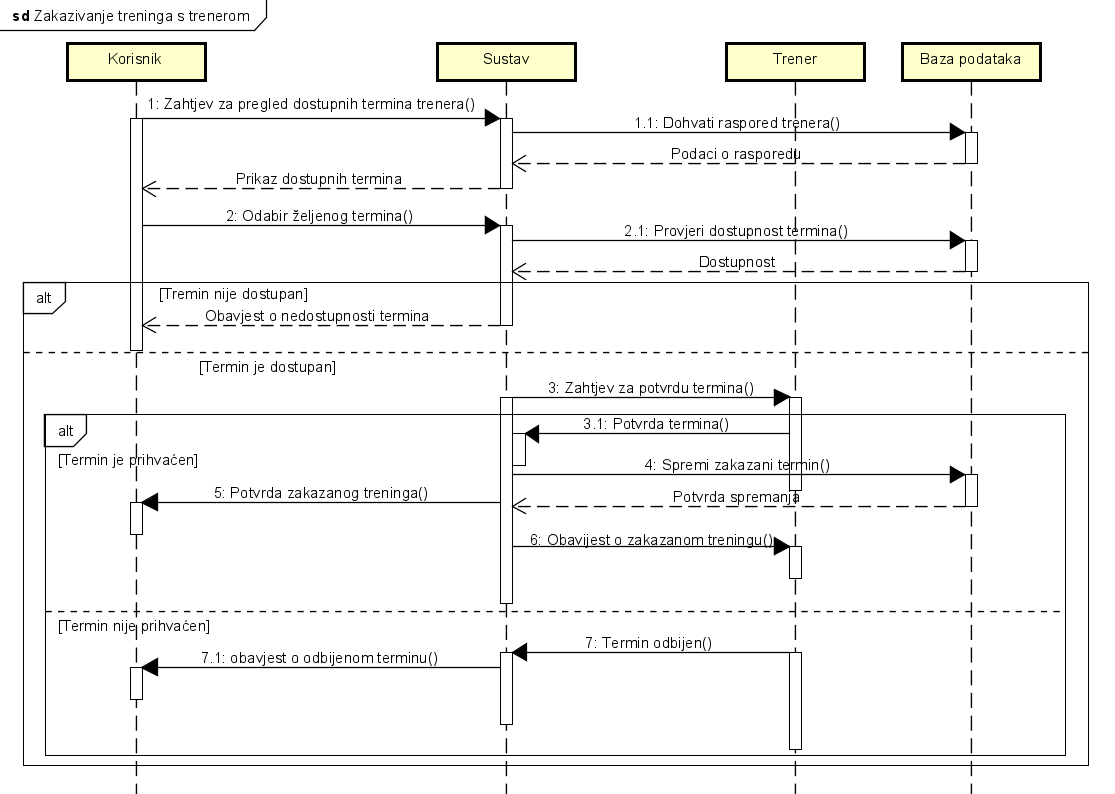 sd Zakazivanje treninga s trenerom
Korisnik
Sustav
Trener
Baza podataka
1: Zahtjev za pregled dostupnih termina trenera()
1.1: Dohvati raspored trenera()
Podaci o rasporedu
Prikaz dostupnih termina
2: Odabir željenog termina()
2.1: Provjeri dostupnost termina()
Dostupnost
alt
[Tremin nije dostupan]
Obavjest o nedostupnosti termina
[Termin je dostupan]
3: Zahtjev za potvrdu termina()
alt
3.1: Potvrda termina()
[Termin je prihvaćen]
4: Spremi zakazani termin()
5: Potvrda zakazanog treninga()
Potvrda spremanja
6: Obavijest o zakazanom treningu()
[Termin nije prihvaćen]
7: Termin odbijen()
7.1: obavjest o odbijenom terminu()